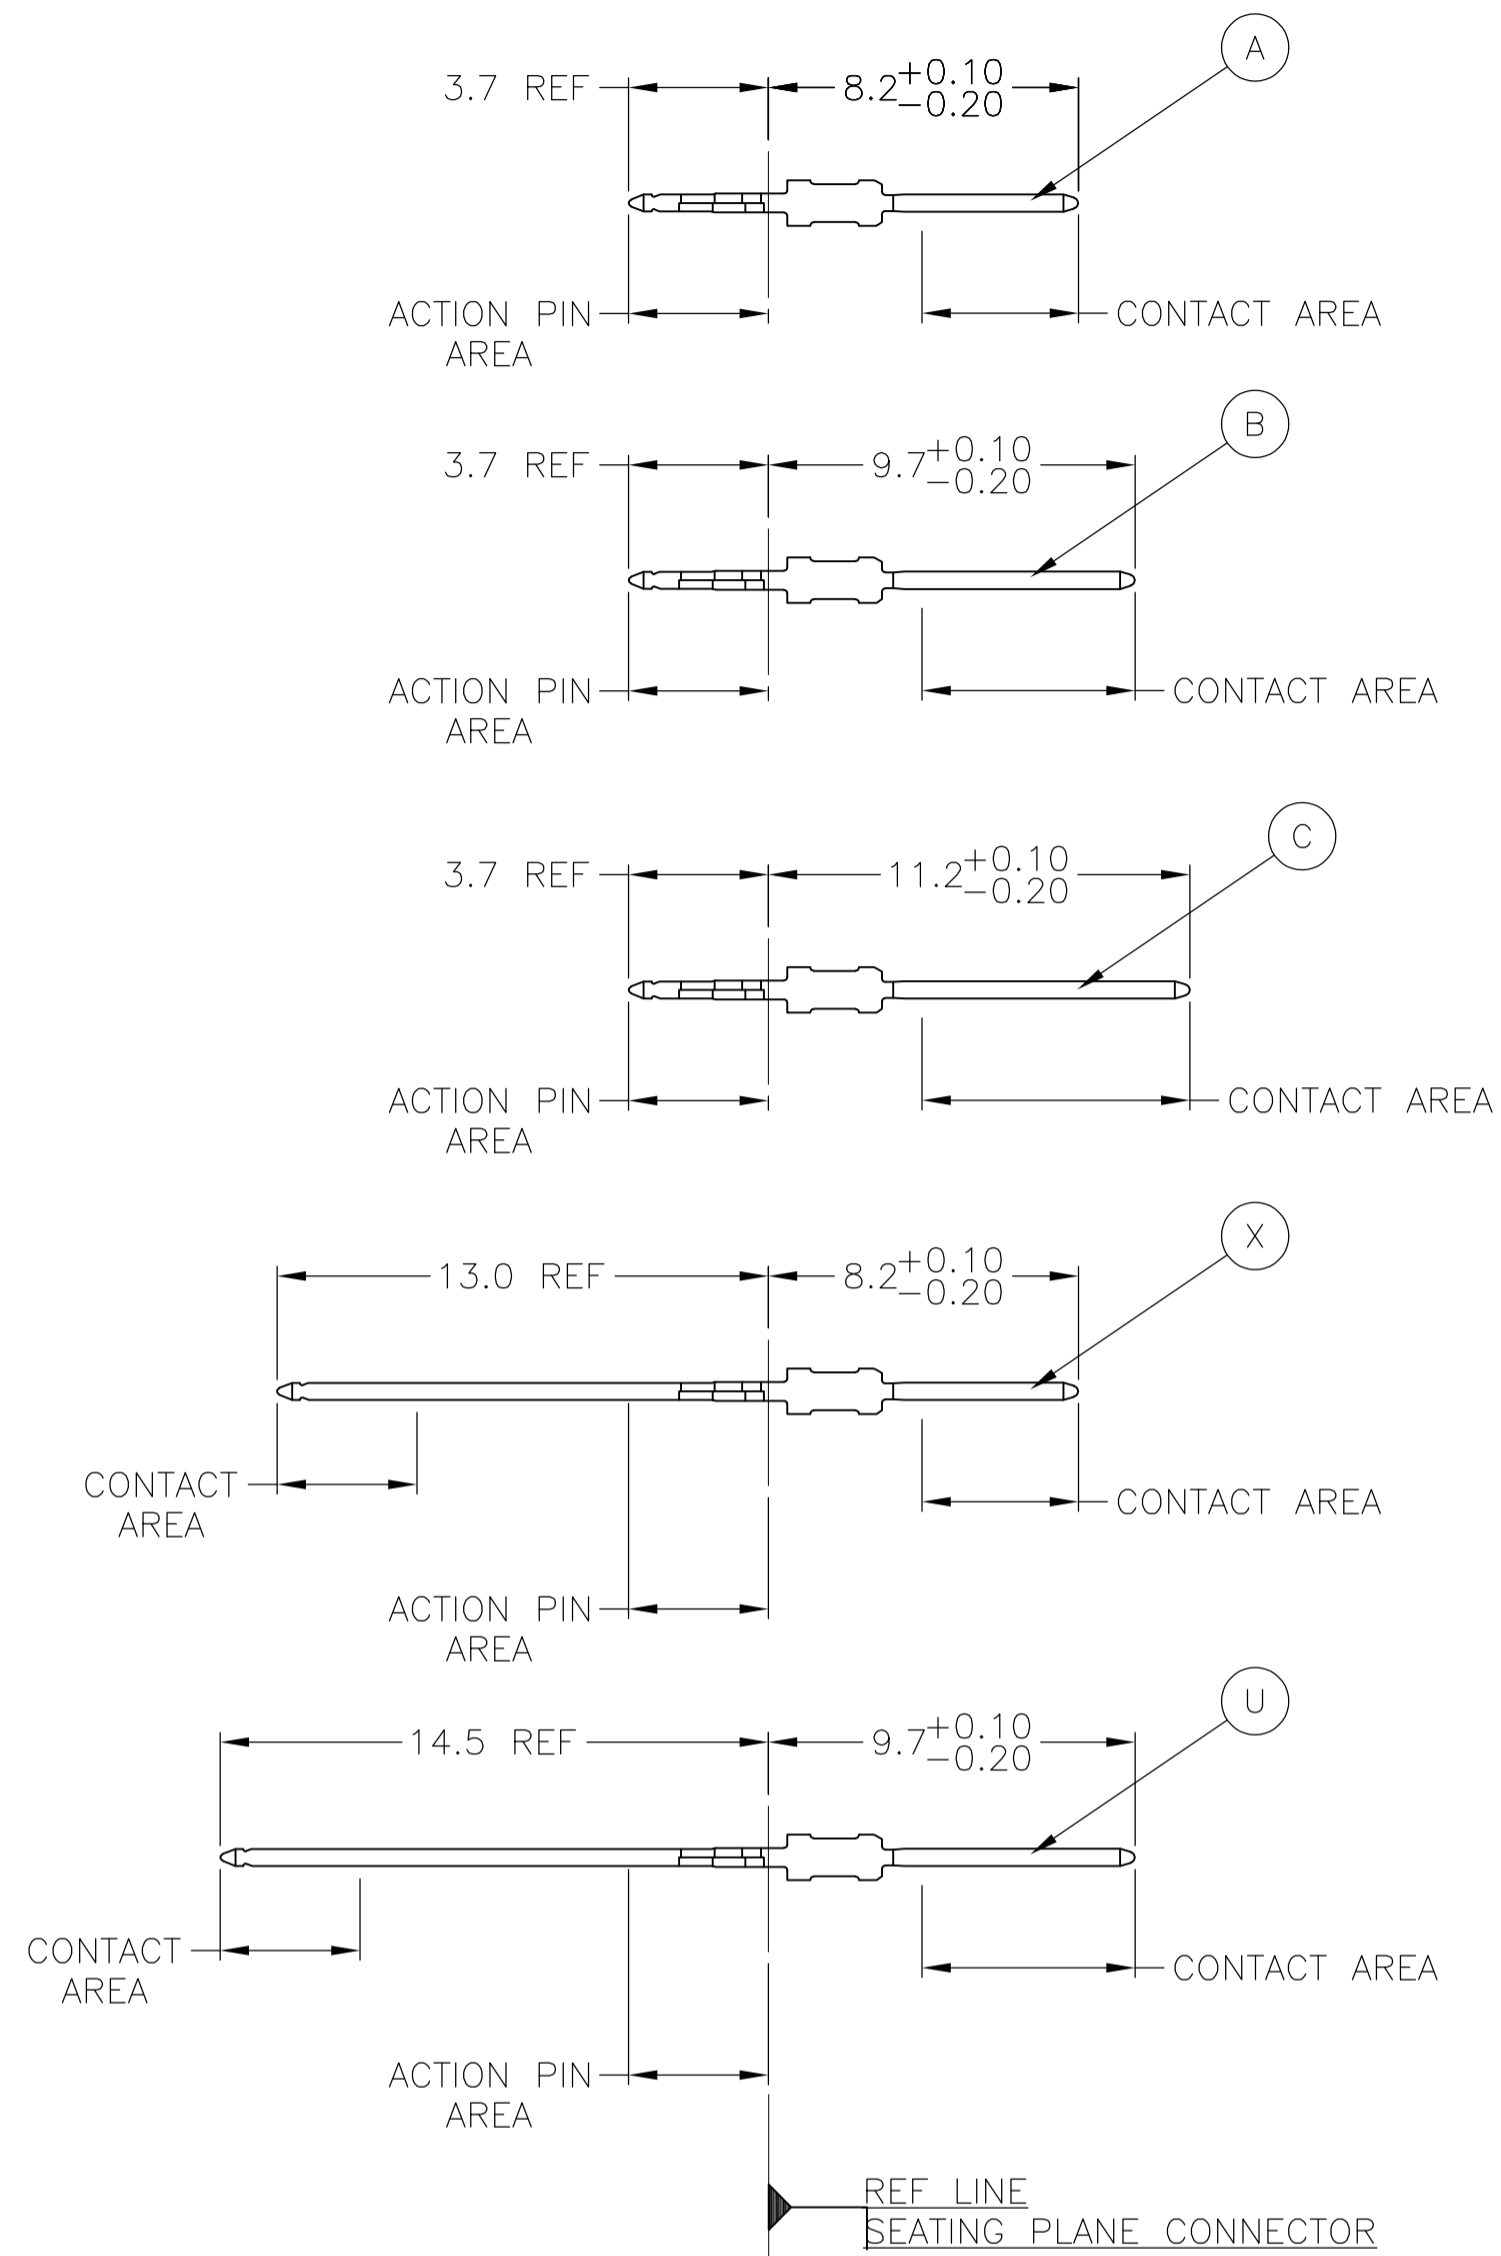 A
3.7 REF
8.2 +0.10
-0.20
ACTION PIN
AREA
CONTACT AREA
B
3.7 REF
9.7 +0.10
-0.20
ACTION PIN
AREA
CONTACT AREA
C
3.7 REF
11.2 +0.10
-0.20
ACTION PIN
AREA
CONTACT AREA
X
13.0 REF
8.2 +0.10
-0.20
CONTACT
AREA
CONTACT AREA
ACTION PIN
AREA
U
14.5 REF
9.7 +0.10
-0.20
CONTACT
AREA
CONTACT AREA
ACTION PIN
AREA
REF LINE
SEATING PLANE CONNECTOR